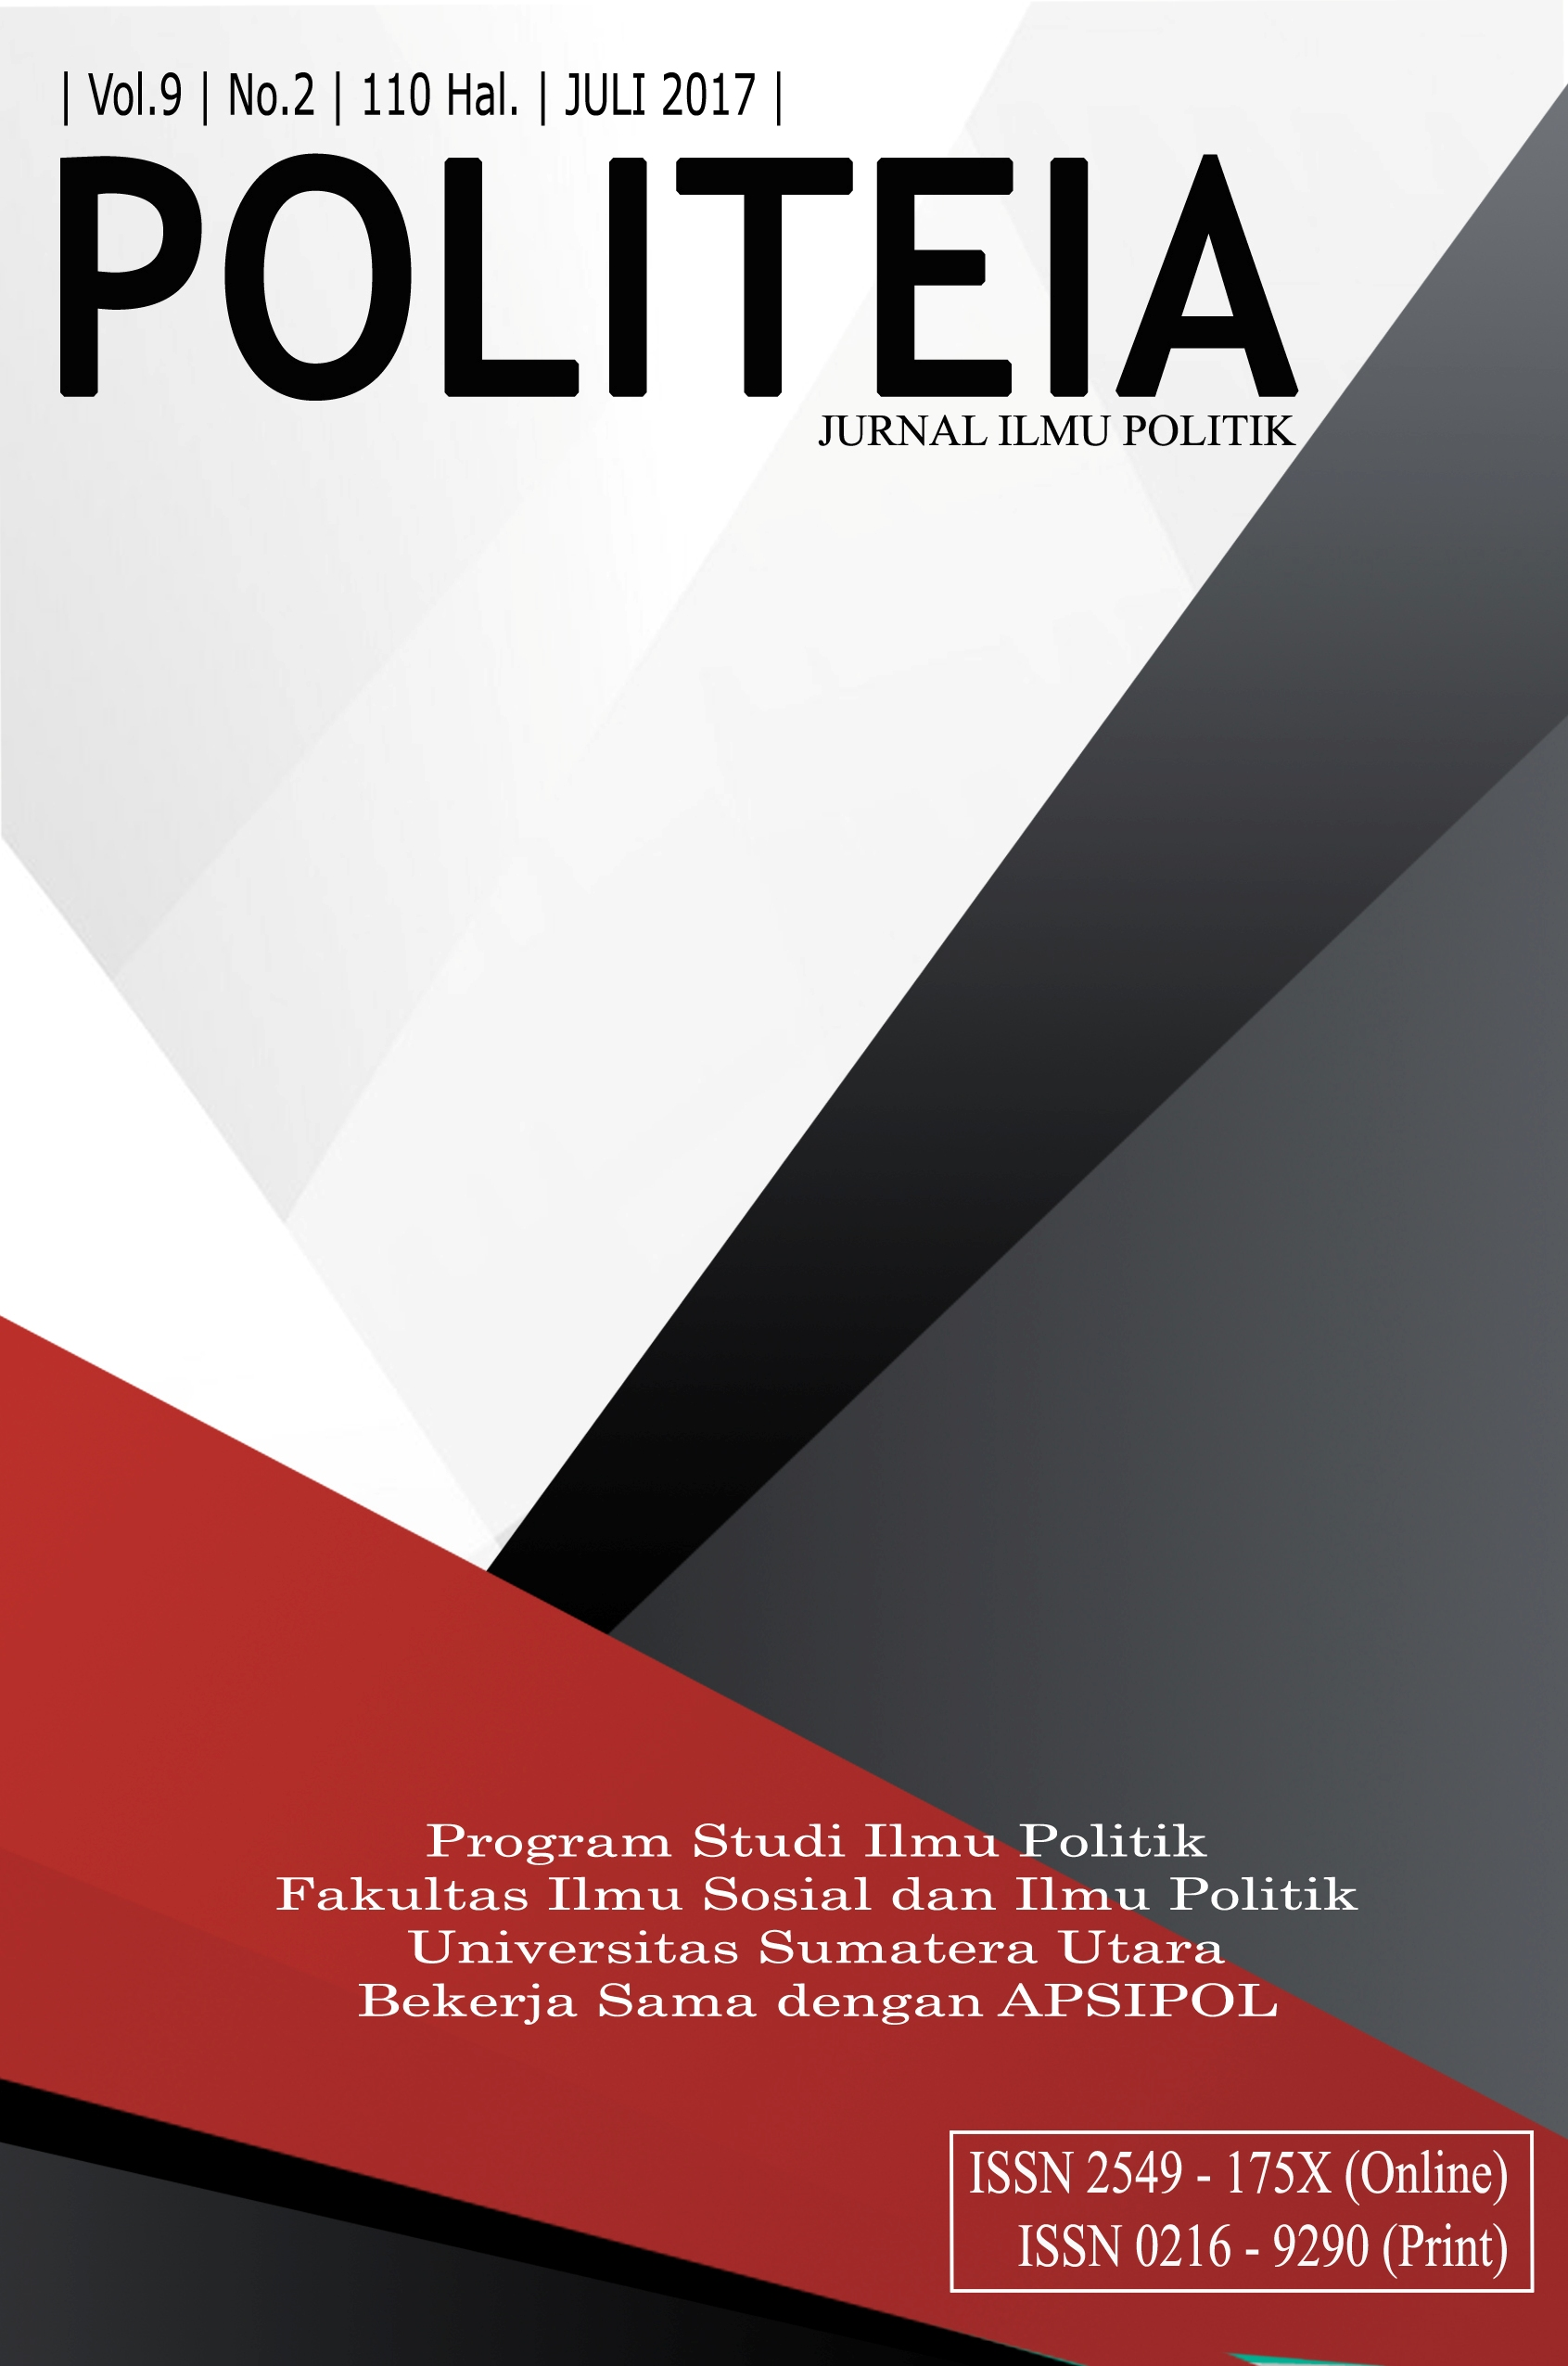 | Vol.9 | No.2 | 110 Hal. | JULI 2017 |
POLITEIA
JURNAL ILMU POLITIK
Program Studi Ilmu Politik
Fakultas Ilmu Sosial dan Ilmu Politik
Universitas Sumatera Utara
Bekerja Sama dengan APSIPOL
ISSN 2549 - 175X (Online)
ISSN 0216 - 9290 (Print)